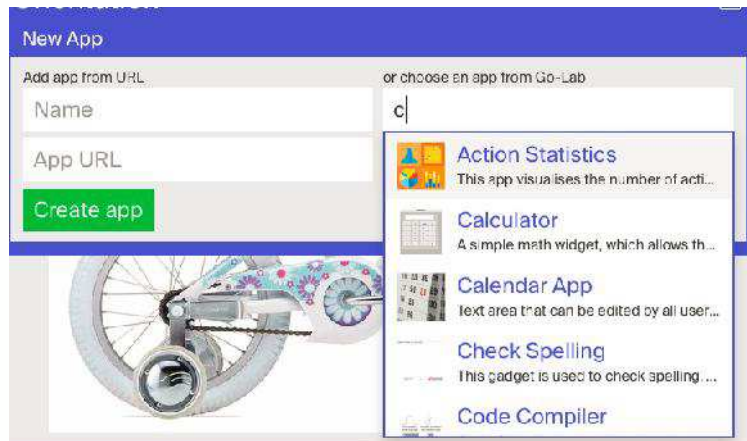 New App
Add app from URL
Name
App URL
Create app
or choose an app from Go-Lab
c
Action Statistics
This app visualises the number of acti...
Calculator
A simple math widget, which allows th...
Calendar App
Text area that can be edited by all user...
Check Spelling
This gadget is used to check spelling....
Code Compiler